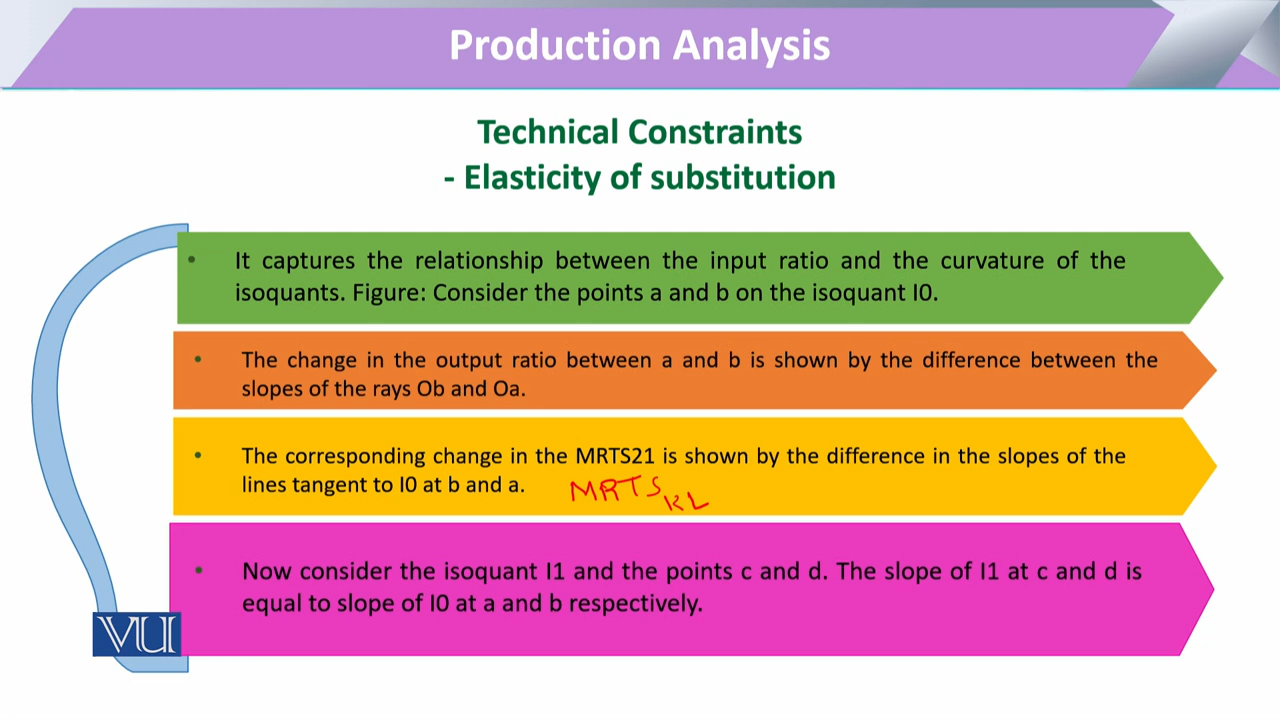 Production Analysis
Technical Constraints
- Elasticity of substitution
• It captures the relationship between the input ratio and the curvature of the
isoquants. Figure: Consider the points a and b on the isoquant I0.
• The change in the output ratio between a and b is shown by the difference between the
slopes of the rays Ob and Oa.
• The corresponding change in the MRTS21 is shown by the difference in the slopes of the
lines tangent to I0 at b and a.
MRTS KL
• Now consider the isoquant I1 and the points c and d. The slope of I1 at c and d is
equal to slope of I0 at a and b respectively.
VU